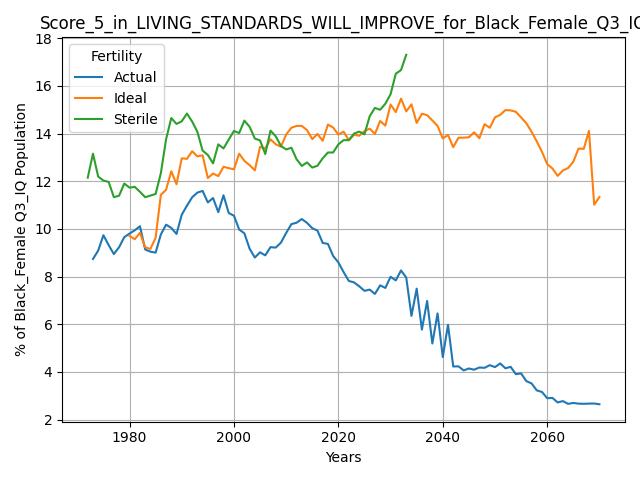 Score_5_in_LIVING_STANDARDS_WILL_IMPROVE_for_Black_Female_Q3_IQ
Fertility
Actual
Ideal
Sterile
% of Black_Female Q3_IQ Population
18
16
14
12
10
8
6
4
2
1980 2000 2020 2040 2060
Years